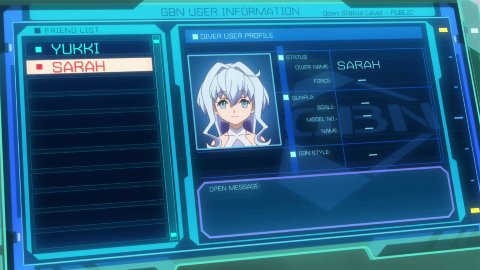 GBN USER INFORMATION
Open Status Level - PUBLIC
FRIEND LIST
YUKKI
SARAH
DIVER USER PROFILE
STATUS
DIVER NAME: SARAH
FORCE: —
GUNPLA
SCALE: —
MODEL NO.: —
NAME: —
GBN STYLE: —
OPEN MESSAGE:
GBN